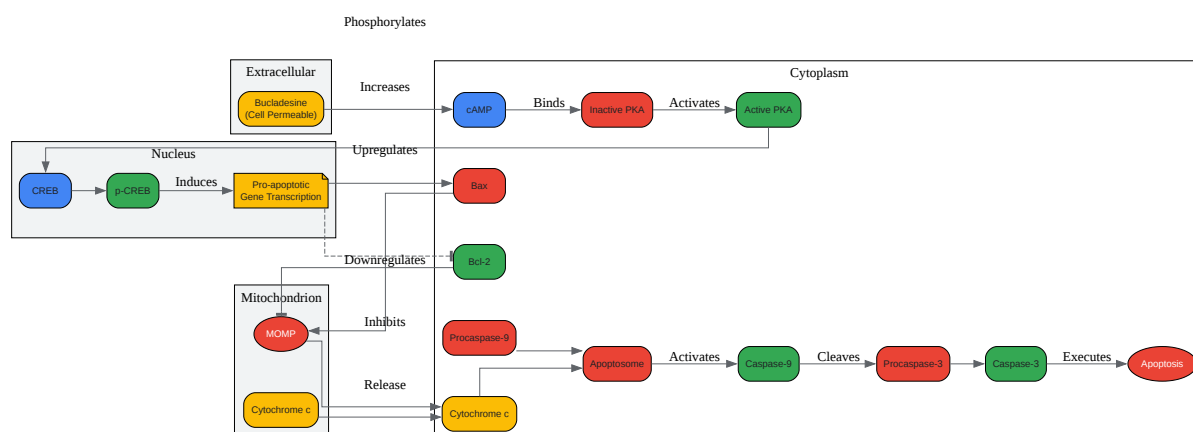 Phosphorylates
Extracellular
Cytoplasm
Bucladesine
(Cell Permeable)
Increases
cAMP
Binds
Inactive PKA
Activates
Active PKA
Nucleus
Upregulates
CREB
p-CREB
Induces
Pro-apoptotic
Gene Transcription
Bax
Downregulates
Bcl-2
Mitochondrion
MOMP
Inhibits
Procaspase-9
Apoptosome
Activates
Caspase-9
Cleaves
Procaspase-3
Caspase-3
Executes
Apoptosis
Release
Cytochrome c
Cytochrome c